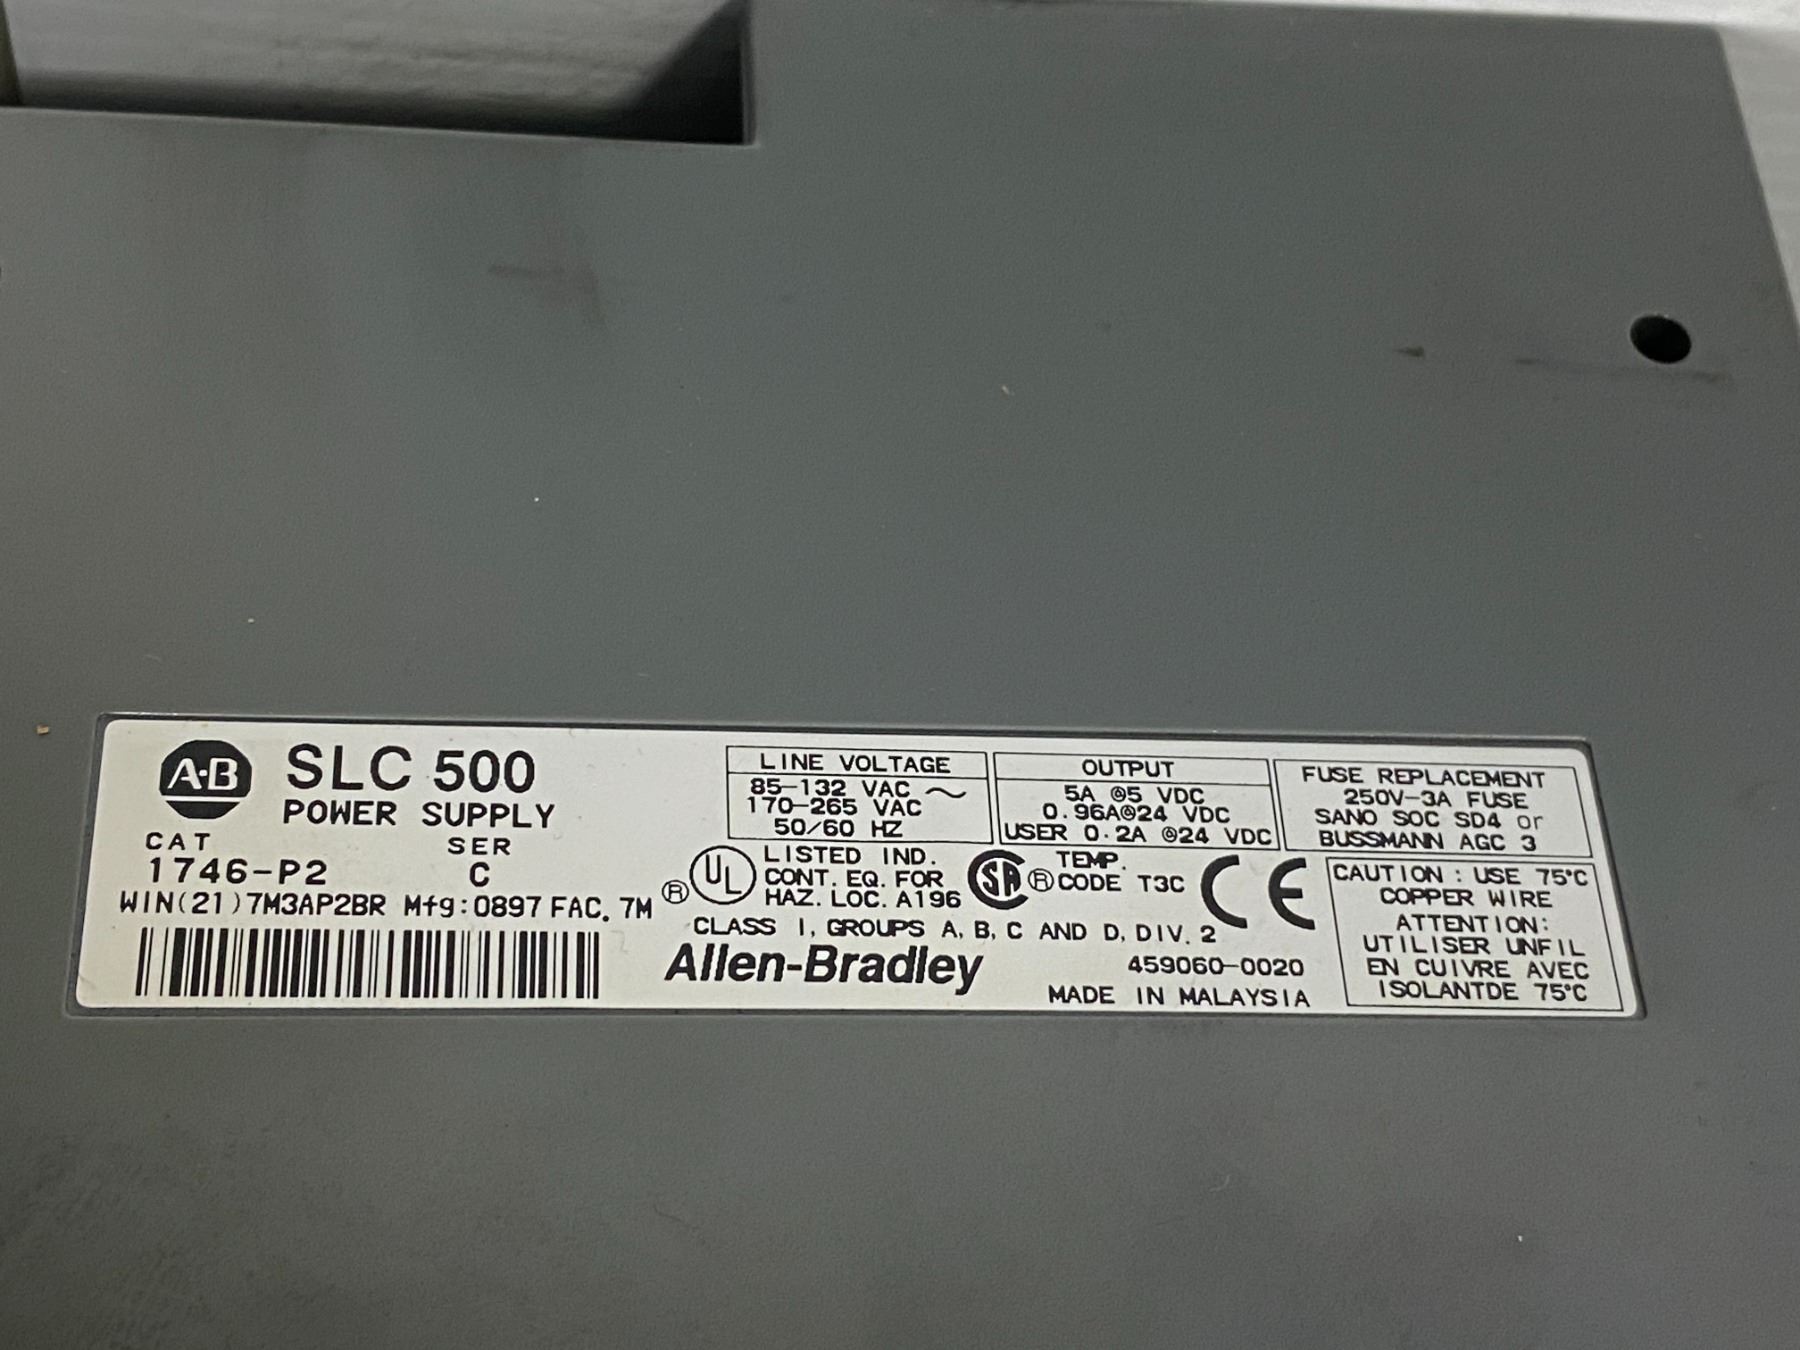 A-B
SLC 500
POWER SUPPLY
CAT SER
1746-P2 C
WIN(21)7M3AP2BR Mfg:0897 FAC. 7M
LINE VOLTAGE
85-132 VAC ~
170-265 VAC
50/60 HZ
OUTPUT
5A @5 VDC
0.96A@24 VDC
USER 0.2A @24 VDC
FUSE REPLACEMENT
250V-3A FUSE
SANO SOC SD4 or
BUSSMANN AGC 3
® UL
LISTED IND.
CONT. EQ. FOR
HAZ. LOC. A196
SA ®
TEMP.
CODE T3C
CE
CLASS I, GROUPS A, B, C AND D, DIV. 2
Allen-Bradley
459060-0020
MADE IN MALAYSIA
CAUTION : USE 75°C
COPPER WIRE
ATTENTION:
UTILISER UNFIL
EN CUIVRE AVEC
ISOLANTDE 75°C